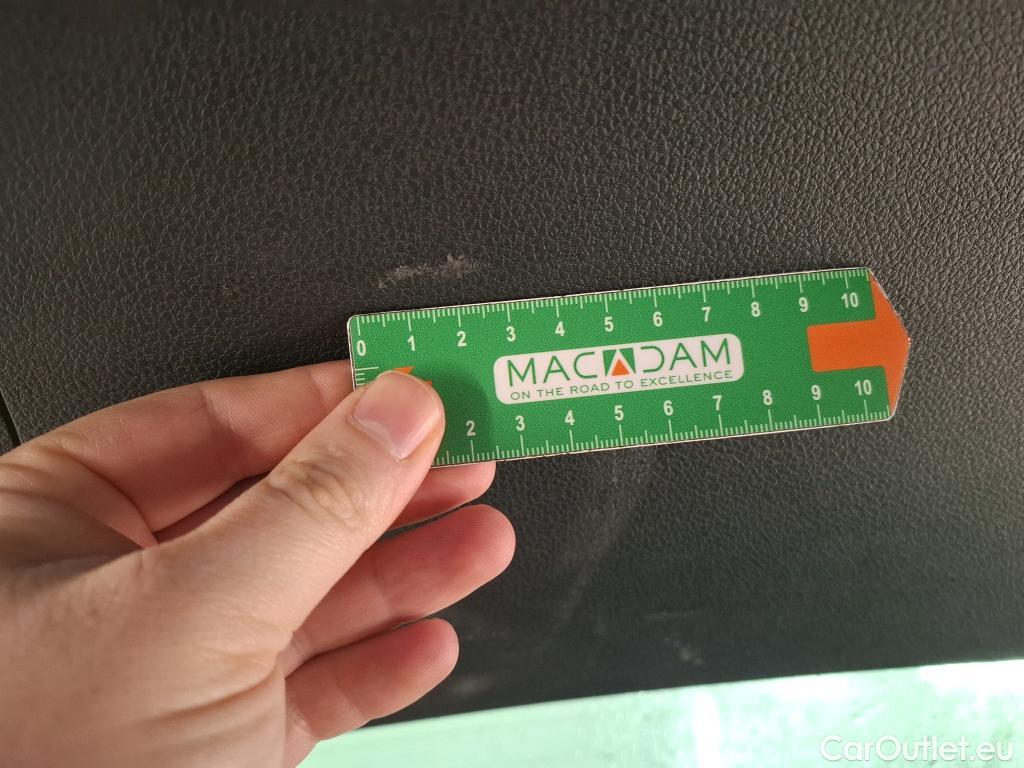 0 1 2 3 4 5 6 7 8 9 10
MACADAM
ON THE ROAD TO EXCELLENCE
2 3 4 5 6 7 8 9 10
CarOutlet.eu